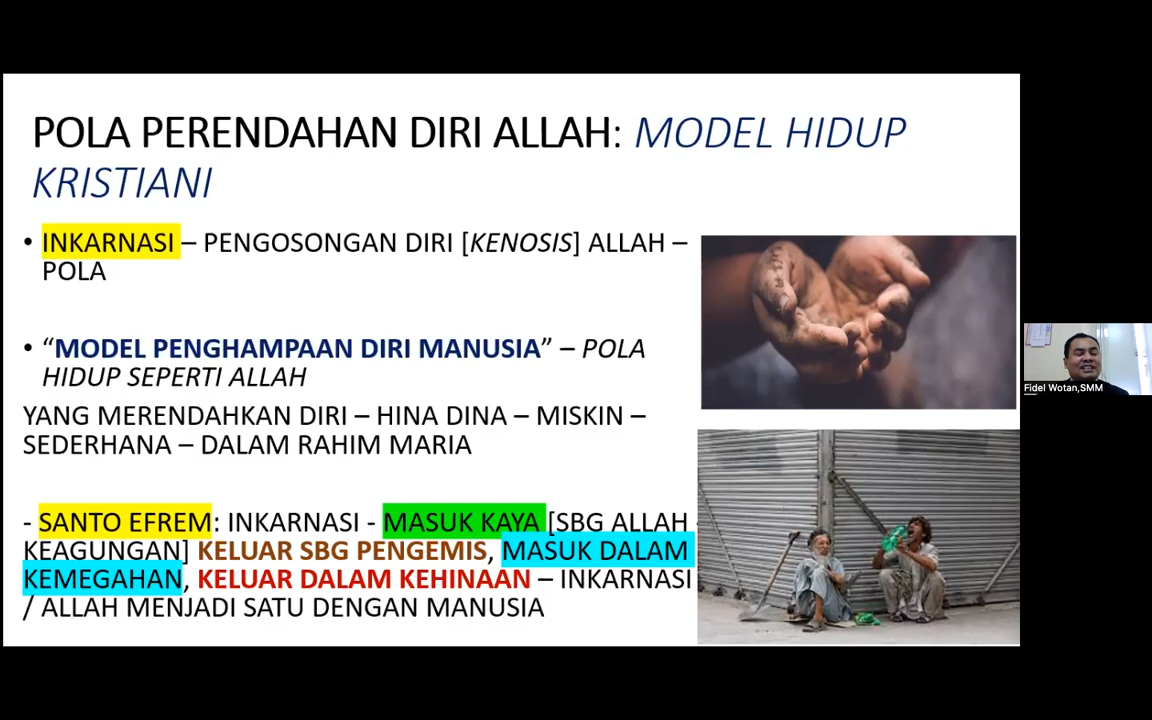 POLA PERENDAHAN DIRI ALLAH: MODEL HIDUP
KRISTIANI
• INKARNASI – PENGOSONGAN DIRI [KENOSIS] ALLAH –
POLA
• “MODEL PENGHAMPAAN DIRI MANUSIA” – POLA
HIDUP SEPERTI ALLAH
YANG MERENDAHKAN DIRI – HINA DINA – MISKIN –
SEDERHANA – DALAM RAHIM MARIA
- SANTO EFREM: INKARNASI - MASUK KAYA [SBG ALLAH -
KEAGUNGAN] KELUAR SBG PENGEMIS, MASUK DALAM
KEMEGAHAN, KELUAR DALAM KEHINAAN – INKARNASI
/ ALLAH MENJADI SATU DENGAN MANUSIA
Fidel Wotan,SMM